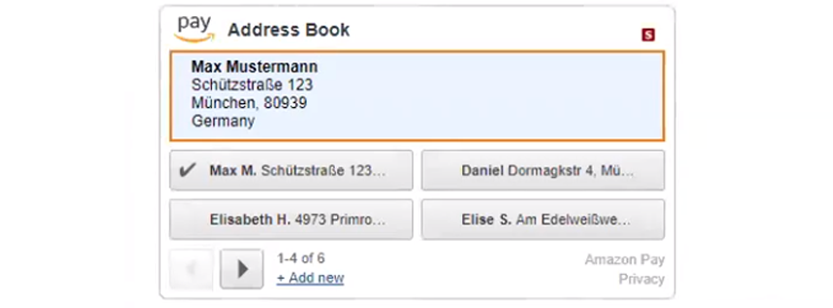 pay
Address Book
S
Max Mustermann
Schützstraße 123
München, 80939
Germany
Max M. Schützstraße 123...
Daniel Dormagkstr 4, Mü...
Elisabeth H. 4973 Primro...
Elise S. Am Edelweißwe...
1-4 of 6
+ Add new
Amazon Pay
Privacy